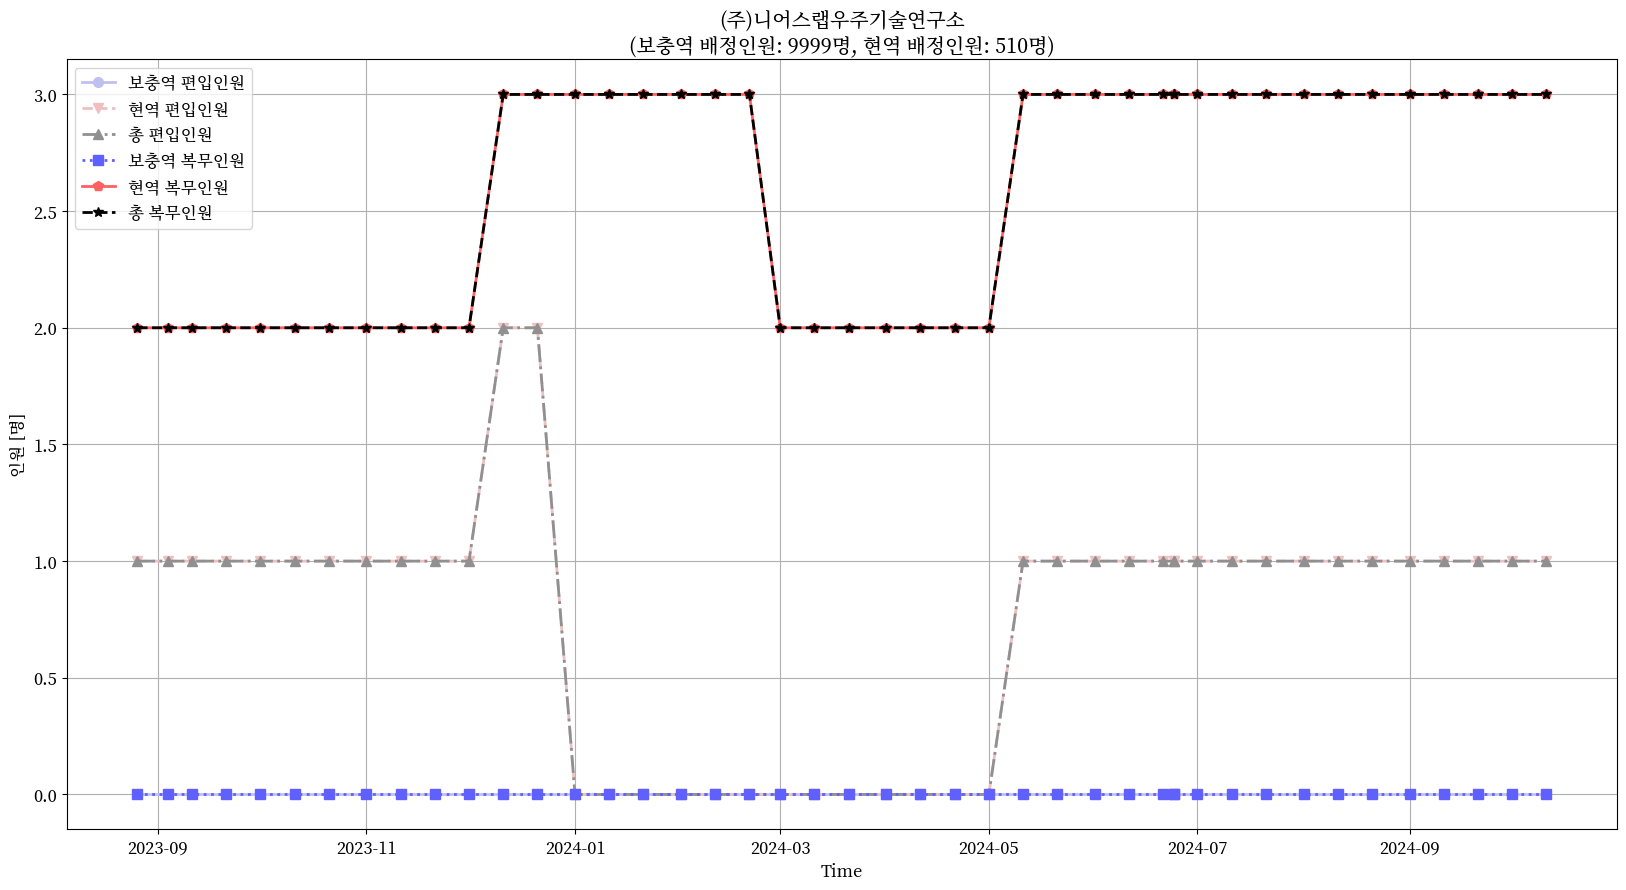 (주)니어스랩우주기술연구소
(보충역 배정인원: 9999명, 현역 배정인원: 510명)
보충역 편입인원
현역 편입인원
총 편입인원
보충역 복무인원
현역 복무인원
총 복무인원
3.0
2.5
2.0
1.5
1.0
0.5
0.0
인원 [명]
2023-09
2023-11
2024-01
2024-03
2024-05
2024-07
2024-09
Time